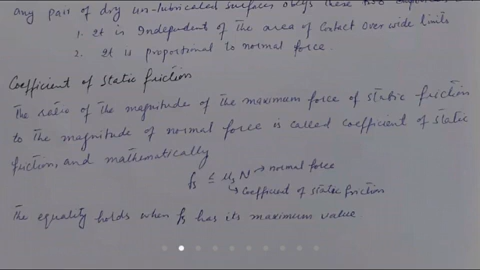 any pair of dry un-lubricated surfaces obeys these two
1. It is Independent of the area of Contact over wide limits
2. It is proportional to normal force.
Coefficient of Static friction
The ratio of the magnitude of the maximum force of static friction
to the magnitude of normal force is called coefficient of static
friction, and mathematically
fs ≤ μs N → normal force
↳ Coefficient of static friction
The equality holds when fs has its maximum value